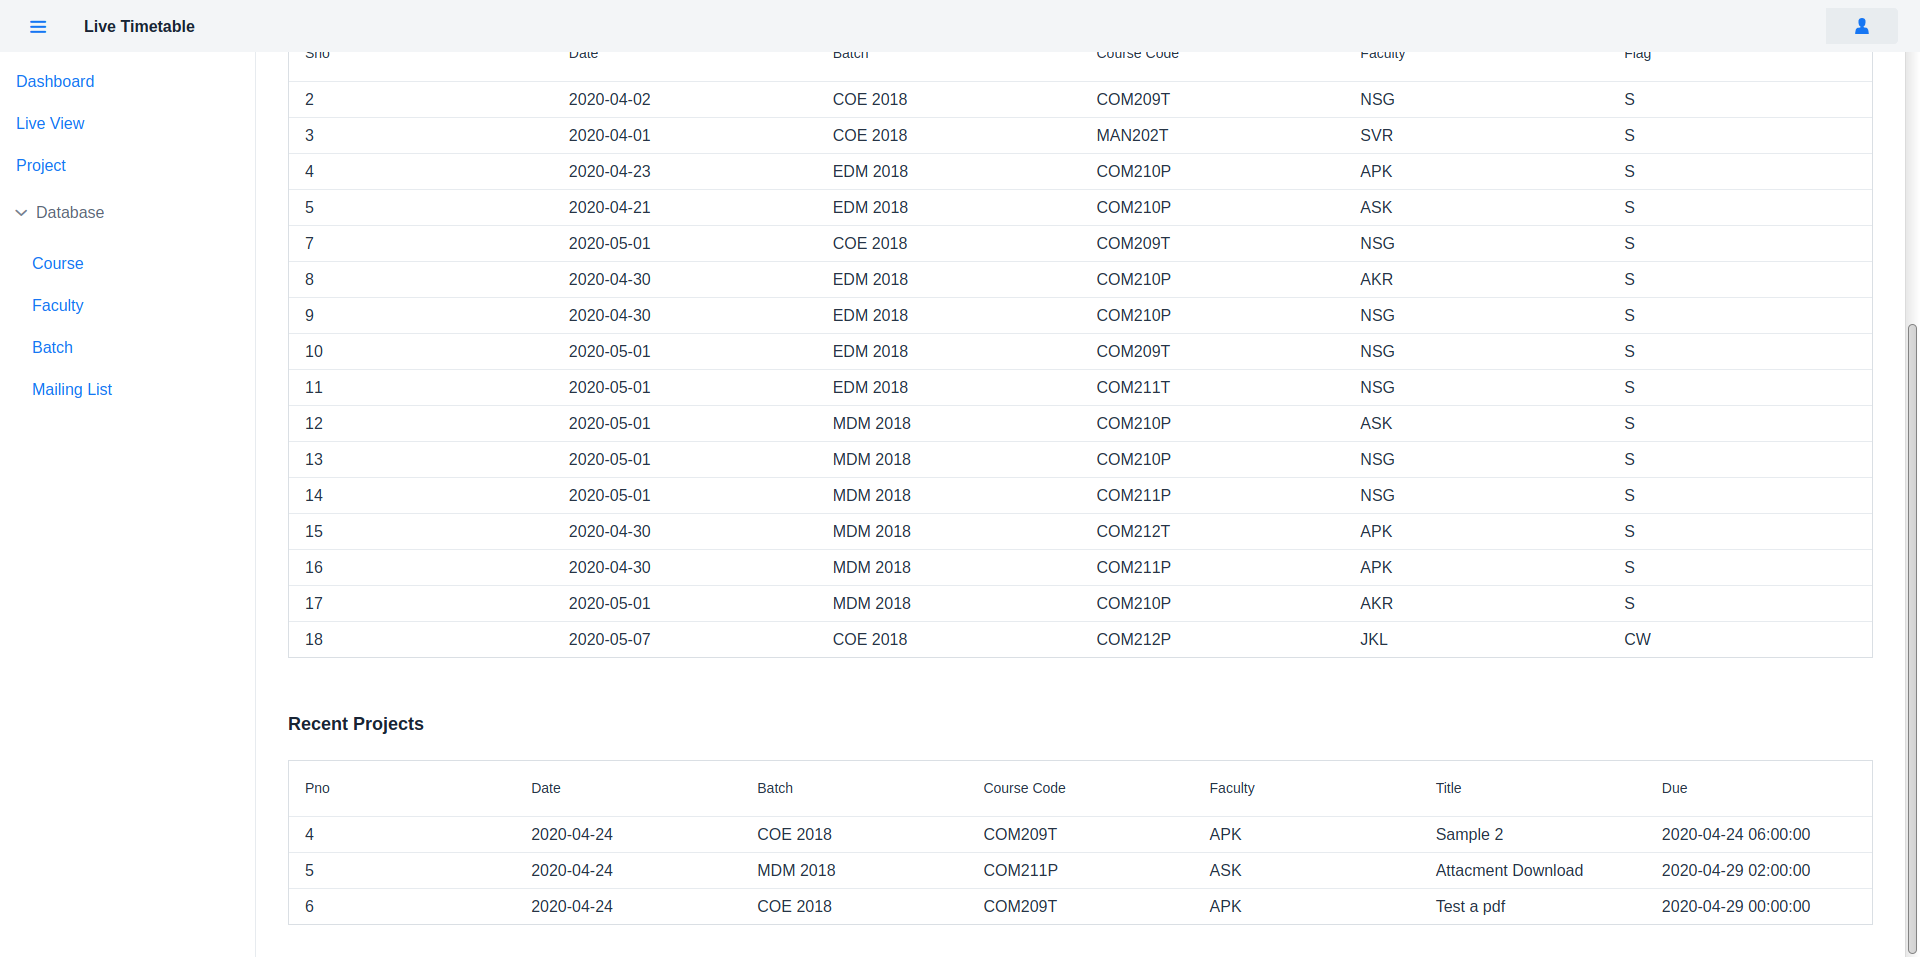 Live Timetable
Dashboard
Live View
Project
Database
Course
Faculty
Batch
Mailing List
Sno Date Batch Course Code Faculty Flag
2 2020-04-02 COE 2018 COM209T NSG S
3 2020-04-01 COE 2018 MAN202T SVR S
4 2020-04-23 EDM 2018 COM210P APK S
5 2020-04-21 EDM 2018 COM210P ASK S
7 2020-05-01 COE 2018 COM209T NSG S
8 2020-04-30 EDM 2018 COM210P AKR S
9 2020-04-30 EDM 2018 COM210P NSG S
10 2020-05-01 EDM 2018 COM209T NSG S
11 2020-05-01 EDM 2018 COM211T NSG S
12 2020-05-01 MDM 2018 COM210P ASK S
13 2020-05-01 MDM 2018 COM210P NSG S
14 2020-05-01 MDM 2018 COM211P NSG S
15 2020-04-30 MDM 2018 COM212T APK S
16 2020-04-30 MDM 2018 COM211P APK S
17 2020-05-01 MDM 2018 COM210P AKR S
18 2020-05-07 COE 2018 COM212P JKL CW
Recent Projects
Pno Date Batch Course Code Faculty Title Due
4 2020-04-24 COE 2018 COM209T APK Sample 2 2020-04-24 06:00:00
5 2020-04-24 MDM 2018 COM211P ASK Attacment Download 2020-04-29 02:00:00
6 2020-04-24 COE 2018 COM209T APK Test a pdf 2020-04-29 00:00:00